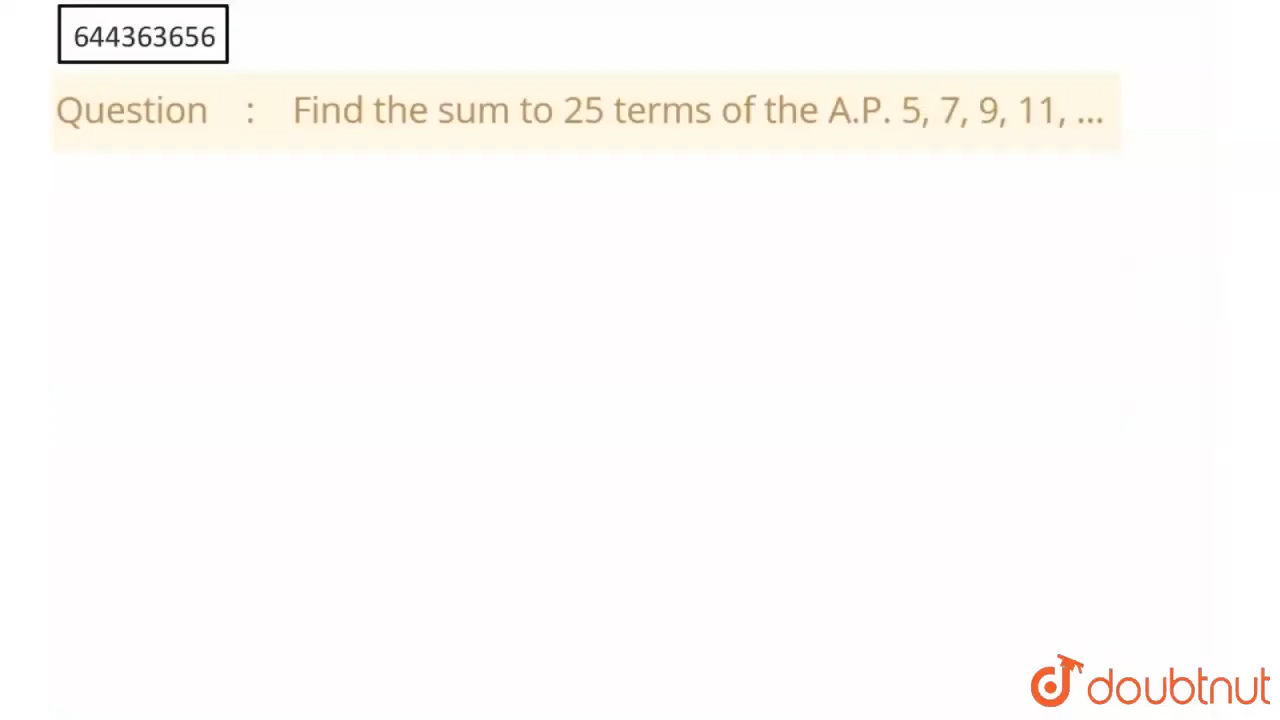 644363656
Question : Find the sum to 25 terms of the A.P. 5, 7, 9, 11, ...
doubtnut